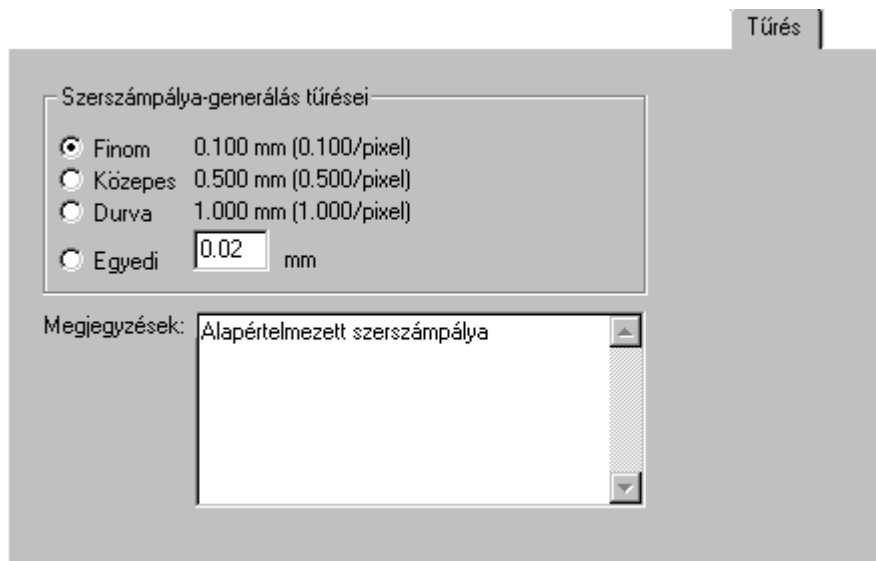 Tűrés
Szerszámpálya-generálás tűrései
Finom 0.100 mm (0.100/pixel)
Közepes 0.500 mm (0.500/pixel)
Durva 1.000 mm (1.000/pixel)
Egyedi 0.02 mm
Megjegyzések: Alapértelmezett szerszámpálya